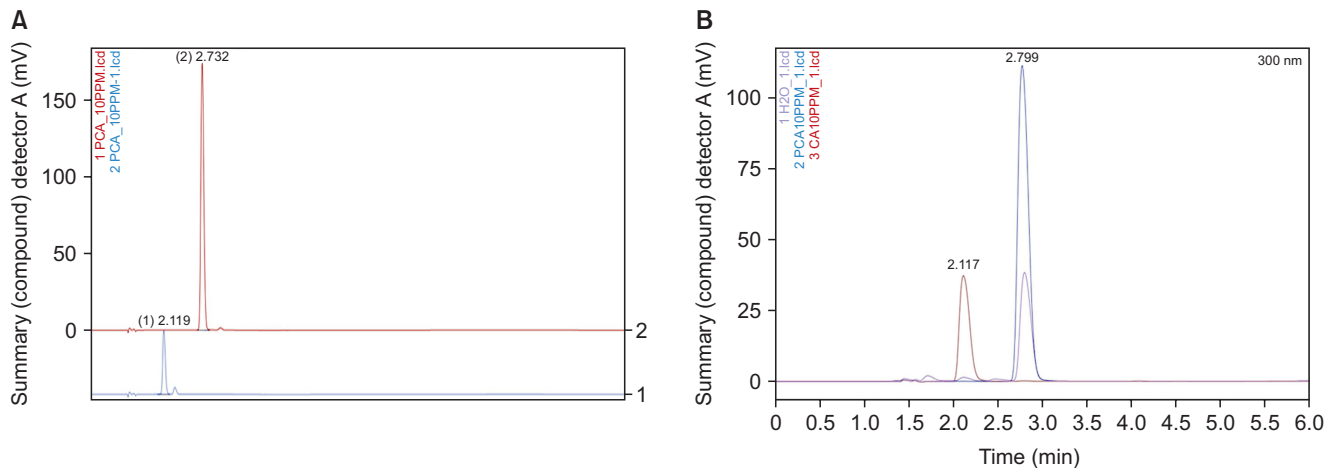 A
Summary (compound) detector A (mV)
150
100
50
0
1 PCA_10PPM.lcd
2 PCA_10PPM-1.lcd
(2) 2.732
(1) 2.119
2
1
B
Summary (compound) detector A (mV)
100
75
50
25
0
1 H2O_1.lcd
2 PCA10PPM_1.lcd
3 CA10PPM_1.lcd
2.799
300 nm
2.117
0 0.5 1.0 1.5 2.0 2.5 3.0 3.5 4.0 4.5 5.0 5.5 6.0
Time (min)